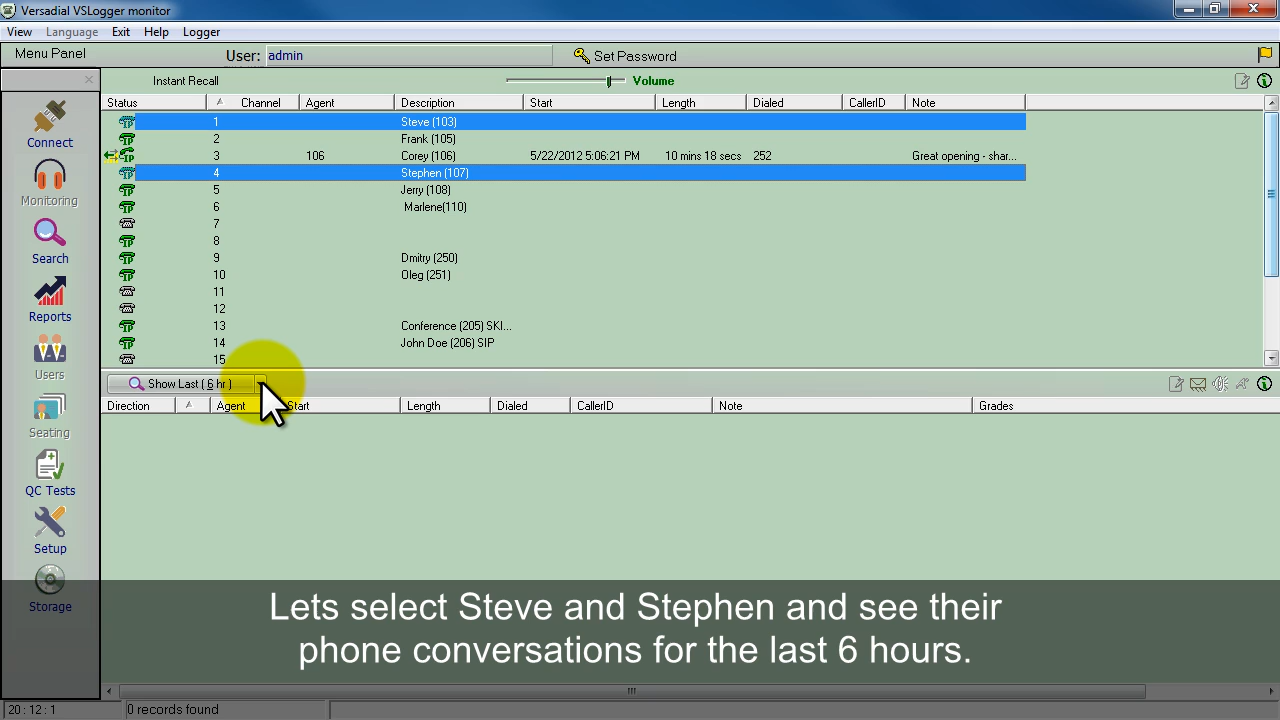 Versadial VSLogger monitor
View Language Exit Help Logger
Menu Panel User: admin Set Password
Instant Recall Volume
Status Channel Agent Description Start Length Dialed CallerID Note
1 Steve (103)
2 Frank (105)
3 106 Corey (106) 5/22/2012 5:06:21 PM 10 mins 18 secs 252 Great opening - shar...
4 Stephen (107)
5 Jerry (108)
6 Marlene(110)
7
8
9 Dmitry (250)
10 Oleg (251)
11
12
13 Conference (205) SKI...
14 John Doe (206) SIP
15
Connect
Monitoring
Search
Reports
Users
Seating
QC Tests
Setup
Storage
Show Last ( 6 hr )
Direction Agent Start Length Dialed CallerID Note Grades
Lets select Steve and Stephen and see their
phone conversations for the last 6 hours.
20 : 12 : 1 0 records found